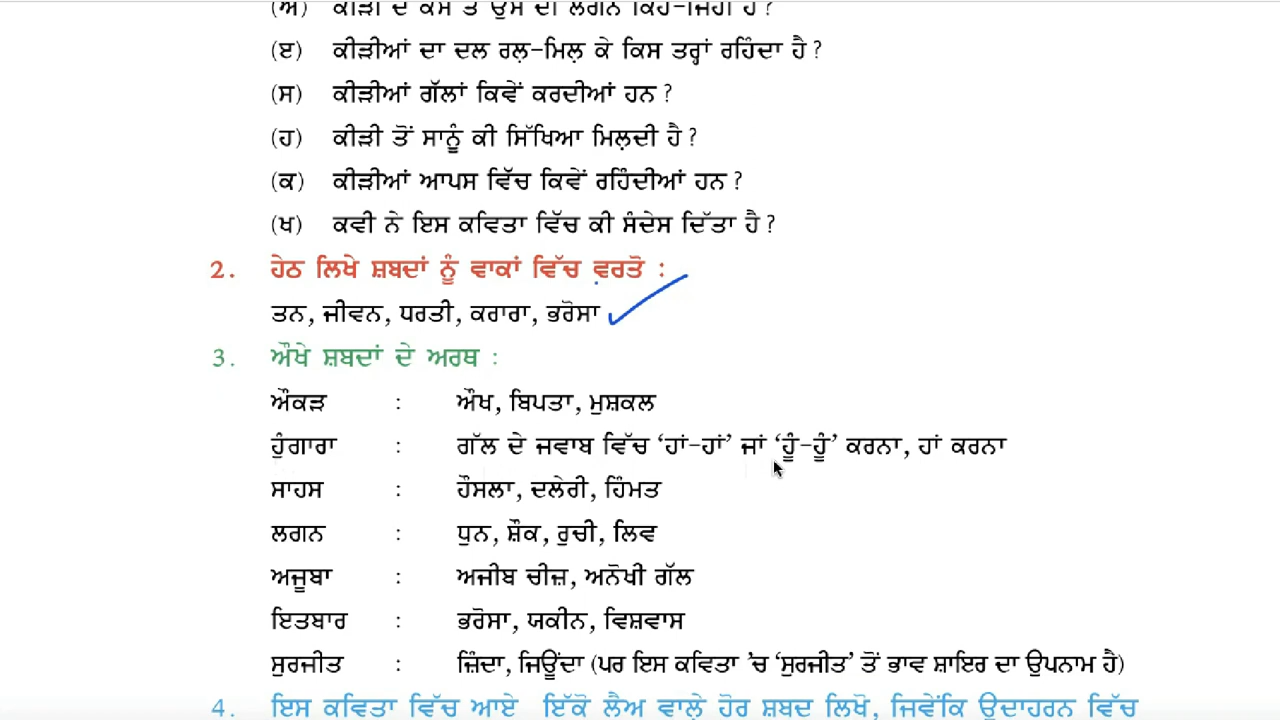 (ਅ) ਕੀੜੀ ਦੇ ਕੰਮ ਤੇ ਉਸ ਦੀ ਲਗਨ ਕਿਹੋ-ਜਿਹੀ ਹੈ ?
(ੲ) ਕੀੜੀਆਂ ਦਾ ਦਲ ਰਲ਼-ਮਿਲ਼ ਕੇ ਕਿਸ ਤਰ੍ਹਾਂ ਰਹਿੰਦਾ ਹੈ ?
(ਸ) ਕੀੜੀਆਂ ਗੱਲਾਂ ਕਿਵੇਂ ਕਰਦੀਆਂ ਹਨ ?
(ਹ) ਕੀੜੀ ਤੋਂ ਸਾਨੂੰ ਕੀ ਸਿੱਖਿਆ ਮਿਲ਼ਦੀ ਹੈ ?
(ਕ) ਕੀੜੀਆਂ ਆਪਸ ਵਿੱਚ ਕਿਵੇਂ ਰਹਿੰਦੀਆਂ ਹਨ ?
(ਖ) ਕਵੀ ਨੇ ਇਸ ਕਵਿਤਾ ਵਿੱਚ ਕੀ ਸੰਦੇਸ ਦਿੱਤਾ ਹੈ ?
2. ਹੇਠ ਲਿਖੇ ਸ਼ਬਦਾਂ ਨੂੰ ਵਾਕਾਂ ਵਿੱਚ ਵਰਤੋ :
ਤਨ, ਜੀਵਨ, ਧਰਤੀ, ਕਰਾਰਾ, ਭਰੋਸਾ
3. ਔਖੇ ਸ਼ਬਦਾਂ ਦੇ ਅਰਥ :
ਔਕੜ : ਔਖ, ਬਿਪਤਾ, ਮੁਸ਼ਕਲ
ਹੁੰਗਾਰਾ : ਗੱਲ ਦੇ ਜਵਾਬ ਵਿੱਚ ‘ਹਾਂ-ਹਾਂ’ ਜਾਂ ‘ਹੂੰ-ਹੂੰ’ ਕਰਨਾ, ਹਾਂ ਕਰਨਾ
ਸਾਹਸ : ਹੌਸਲਾ, ਦਲੇਰੀ, ਹਿੰਮਤ
ਲਗਨ : ਧੁਨ, ਸ਼ੌਕ, ਰੁਚੀ, ਲਿਵ
ਅਜੂਬਾ : ਅਜੀਬ ਚੀਜ਼, ਅਨੋਖੀ ਗੱਲ
ਇਤਬਾਰ : ਭਰੋਸਾ, ਯਕੀਨ, ਵਿਸ਼ਵਾਸ
ਸੁਰਜੀਤ : ਜ਼ਿੰਦਾ, ਜਿਊਂਦਾ (ਪਰ ਇਸ ਕਵਿਤਾ ’ਚ ‘ਸੁਰਜੀਤ’ ਤੋਂ ਭਾਵ ਸ਼ਾਇਰ ਦਾ ਉਪਨਾਮ ਹੈ)
4. ਇਸ ਕਵਿਤਾ ਵਿੱਚ ਆਏ ਇੱਕੋ ਲੈਅ ਵਾਲ਼ੇ ਹੋਰ ਸ਼ਬਦ ਲਿਖੋ, ਜਿਵੇਂਕਿ ਉਦਾਹਰਨ ਵਿੱਚ